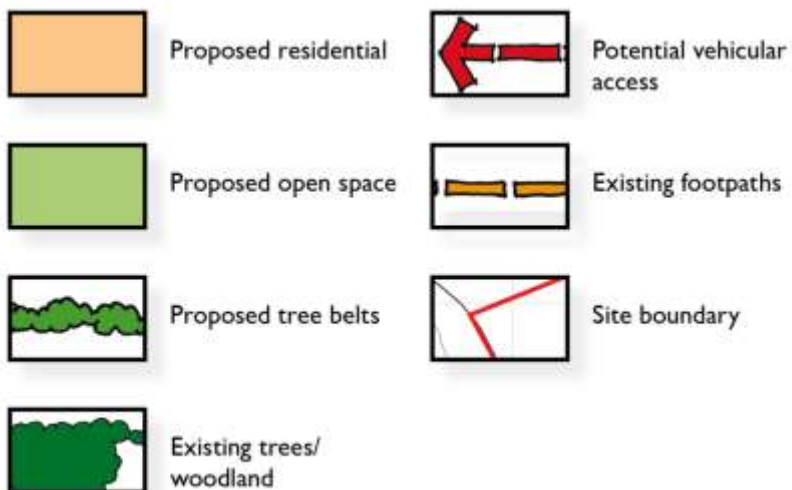 Proposed residential
Proposed open space
Proposed tree belts
Existing trees/
woodland
Potential vehicular
access
Existing footpaths
Site boundary